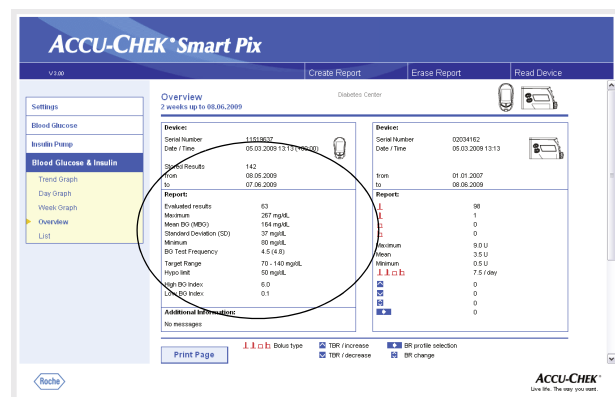 ACCU-CHEK® Smart Pix
V3.00
Create Report
Erase Report
Read Device
Settings
Blood Glucose
Insulin Pump
Blood Glucose & Insulin
Trend Graph
Day Graph
Week Graph
Overview
List
Overview
Diabetes Center
2 weeks up to 08.06.2009
Device:
Serial Number 11519637
Date / Time 05.03.2009 13:13 (+00:00)
Stored Results 142
from 08.05.2009
to 07.06.2009
Report:
Evaluated results 63
Maximum 267 mg/dL
Mean BG (MBG) 164 mg/dL
Standard Deviation (SD) 37 mg/dL
Minimum 80 mg/dL
BG Test Frequency 4.5 (4.8)
Target Range 70 - 140 mg/dL
Hypo limit 50 mg/dL
High BG Index 6.0
Low BG Index 0.1
Additional Information:
No messages
Device:
Serial Number 02034162
Date / Time 05.03.2009 13:13
from 01.01.2007
to 08.06.2009
Report:
98
1
0
0
Maximum 9.0 U
Mean 3.5 U
Minimum 0.5 U
7.5 / day
0
0
0
0
Print Page
Bolus type
TBR / increase
BR profile selection
TBR / decrease
BR change
Roche
ACCU-CHEK®
Live life. The way you want.